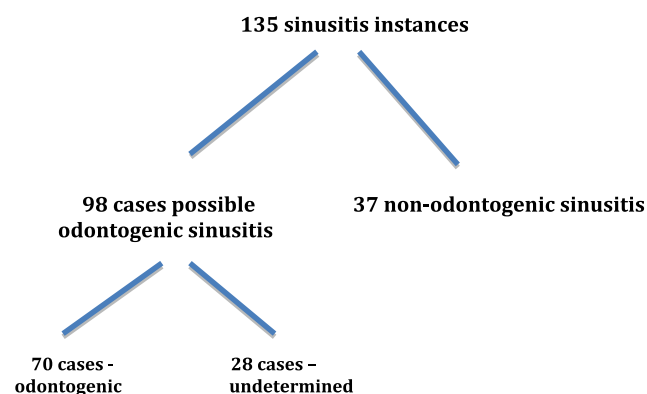 135 sinusitis instances
98 cases possible
odontogenic sinusitis
37 non-odontogenic sinusitis
70 cases -
odontogenic
28 cases –
undetermined